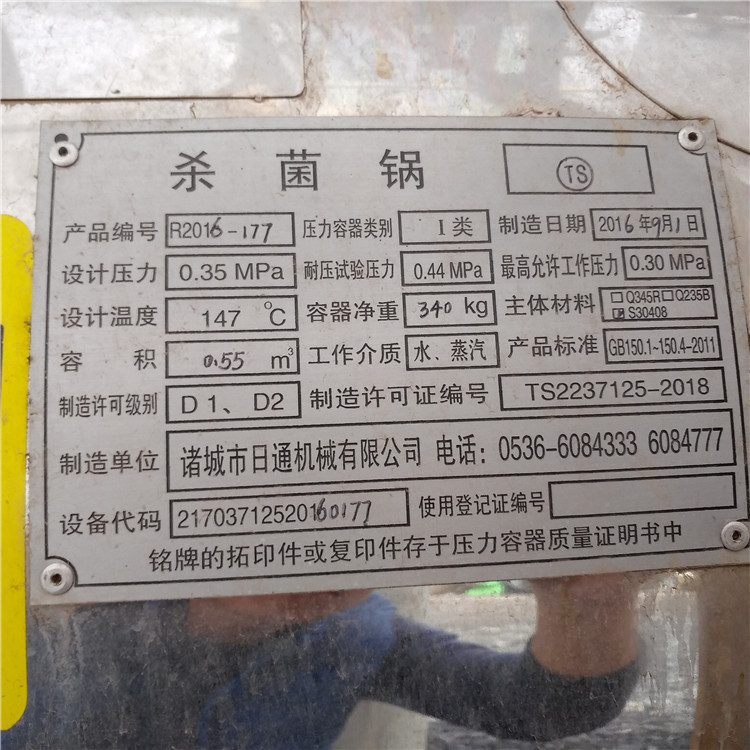 杀菌锅 TS
产品编号 R2016-177 压力容器类别 I类 制造日期 2016年9月1日
设计压力 0.35 MPa 耐压试验压力 0.44 MPa 最高允许工作压力 0.30 MPa
设计温度 147 ℃ 容器净重 340 kg 主体材料 □Q345R□Q235B ☑S30408
容积 0.55 m³ 工作介质 水、蒸汽 产品标准 GB150.1~150.4-2011
制造许可级别 D1、D2 制造许可证编号 TS2237125-2018
制造单位 诸城市日通机械有限公司 电话：0536-6084333 6084777
设备代码 21703712520160177 使用登记证编号
铭牌的拓印件或复印件存于压力容器质量证明书中